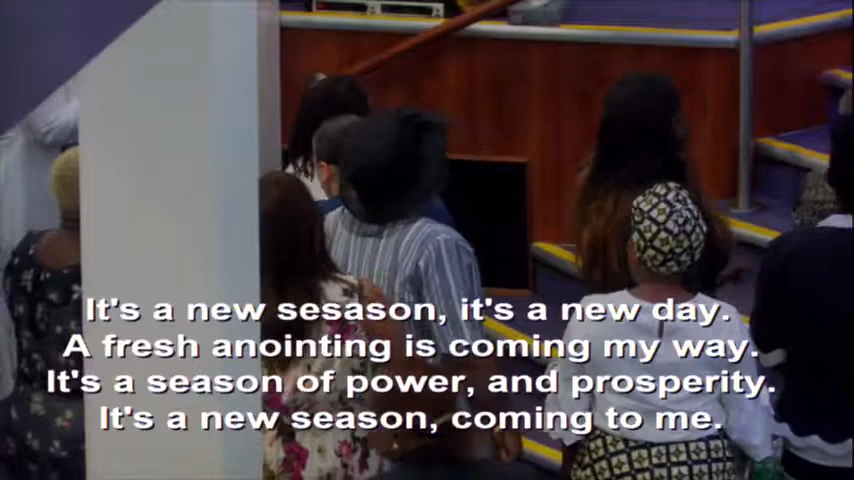 It's a new sesason, it's a new day.
A fresh anointing is coming my way.
It's a season of power, and prosperity.
It's a new season, coming to me.